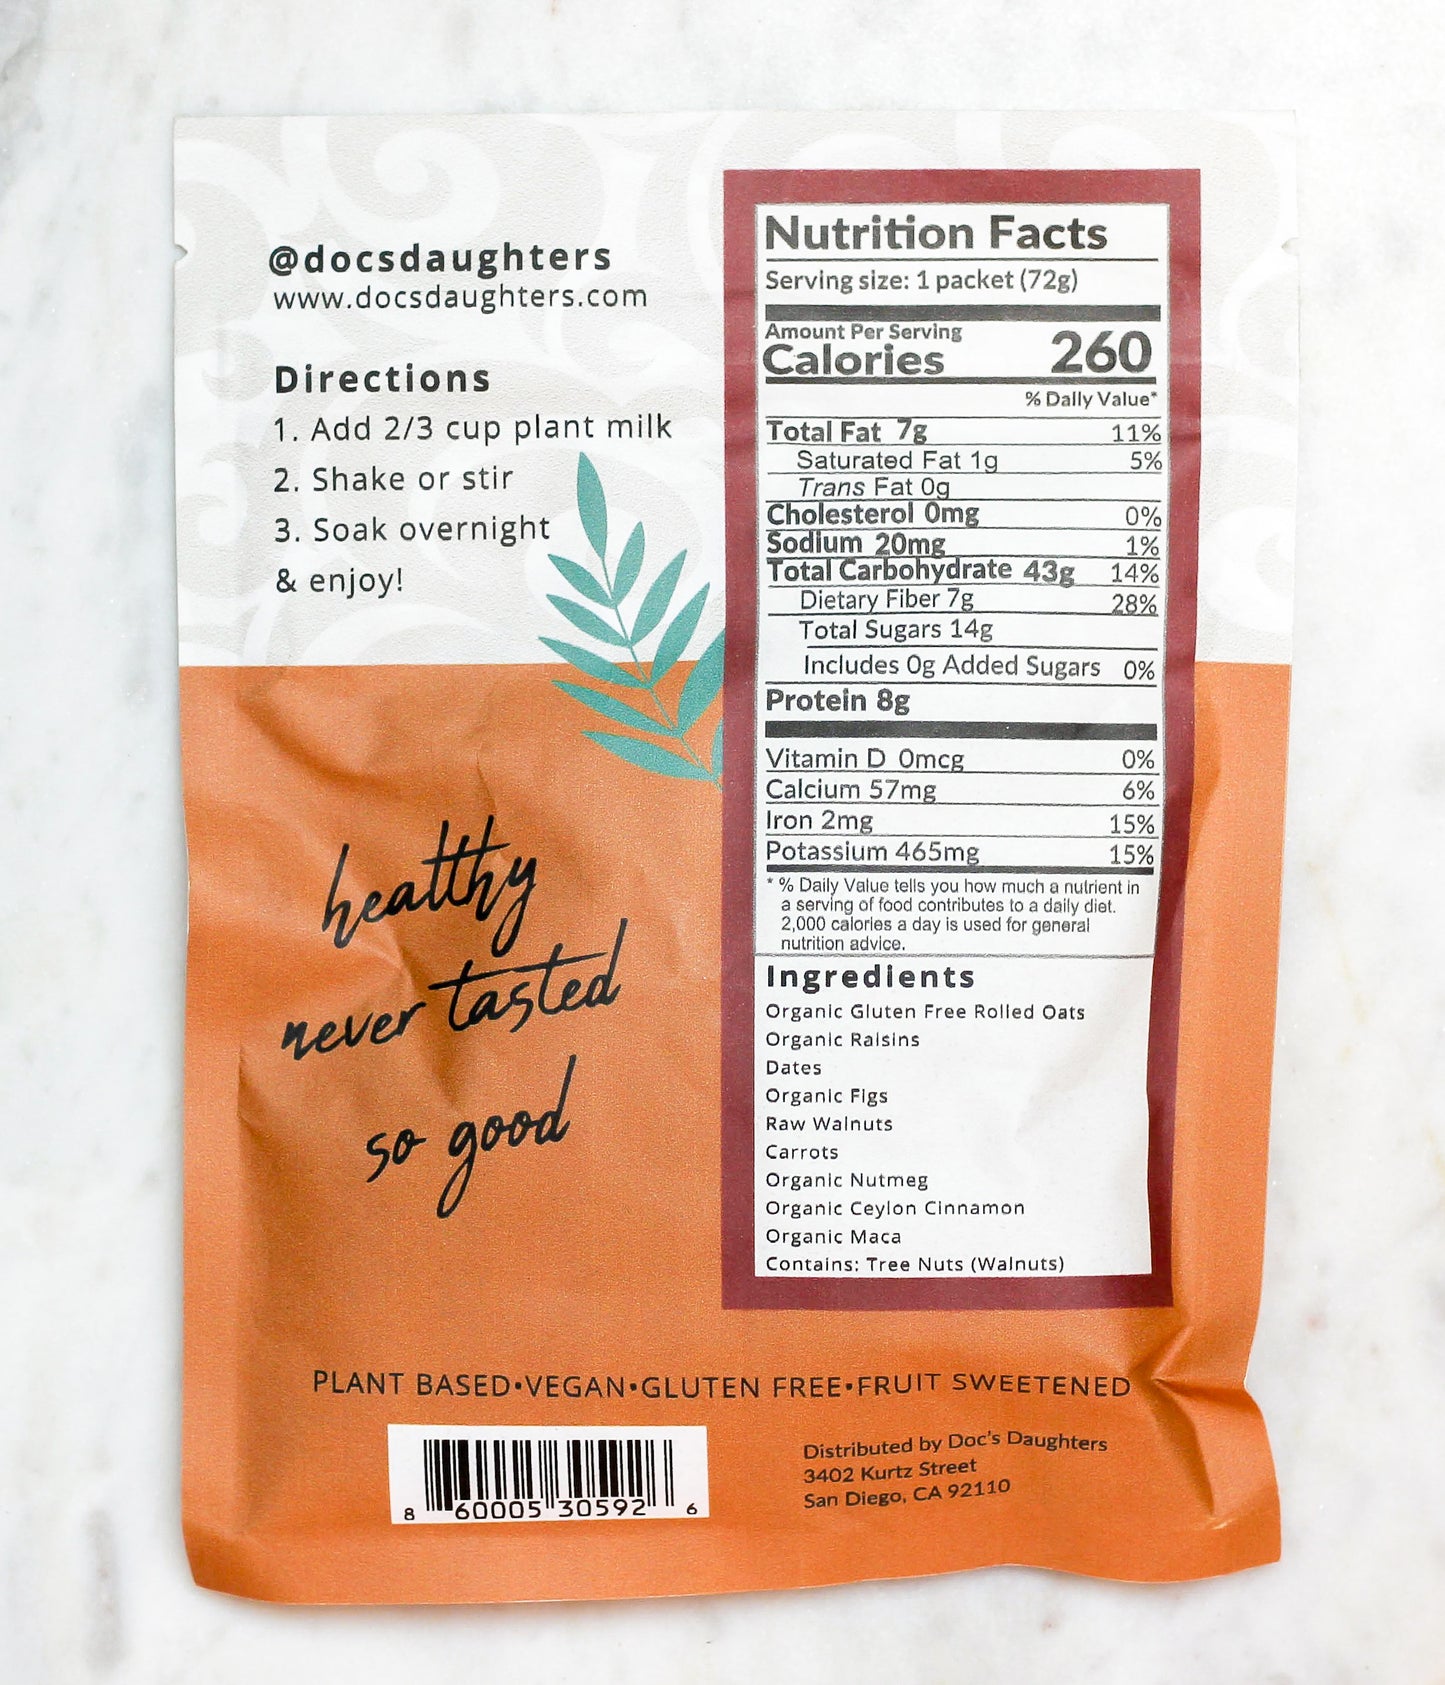 @docsdaughters
www.docsdaughters.com
Directions
1. Add 2/3 cup plant milk
2. Shake or stir
3. Soak overnight
& enjoy!
healthy
never tasted
so good
Nutrition Facts
Serving size: 1 packet (72g)
Amount Per Serving
Calories 260
% Daily Value*
Total Fat 7g 11%
Saturated Fat 1g 5%
Trans Fat 0g
Cholesterol 0mg 0%
Sodium 20mg 1%
Total Carbohydrate 43g 14%
Dietary Fiber 7g 28%
Total Sugars 14g
Includes 0g Added Sugars 0%
Protein 8g
Vitamin D 0mcg 0%
Calcium 57mg 6%
Iron 2mg 15%
Potassium 465mg 15%
* % Daily Value tells you how much a nutrient in
a serving of food contributes to a daily diet.
2,000 calories a day is used for general
nutrition advice.
Ingredients
Organic Gluten Free Rolled Oats
Organic Raisins
Dates
Organic Figs
Raw Walnuts
Carrots
Organic Nutmeg
Organic Ceylon Cinnamon
Organic Maca
Contains: Tree Nuts (Walnuts)
PLANT BASED•VEGAN•GLUTEN FREE•FRUIT SWEETENED
8 60005 30592 6
Distributed by Doc's Daughters
3402 Kurtz Street
San Diego, CA 92110